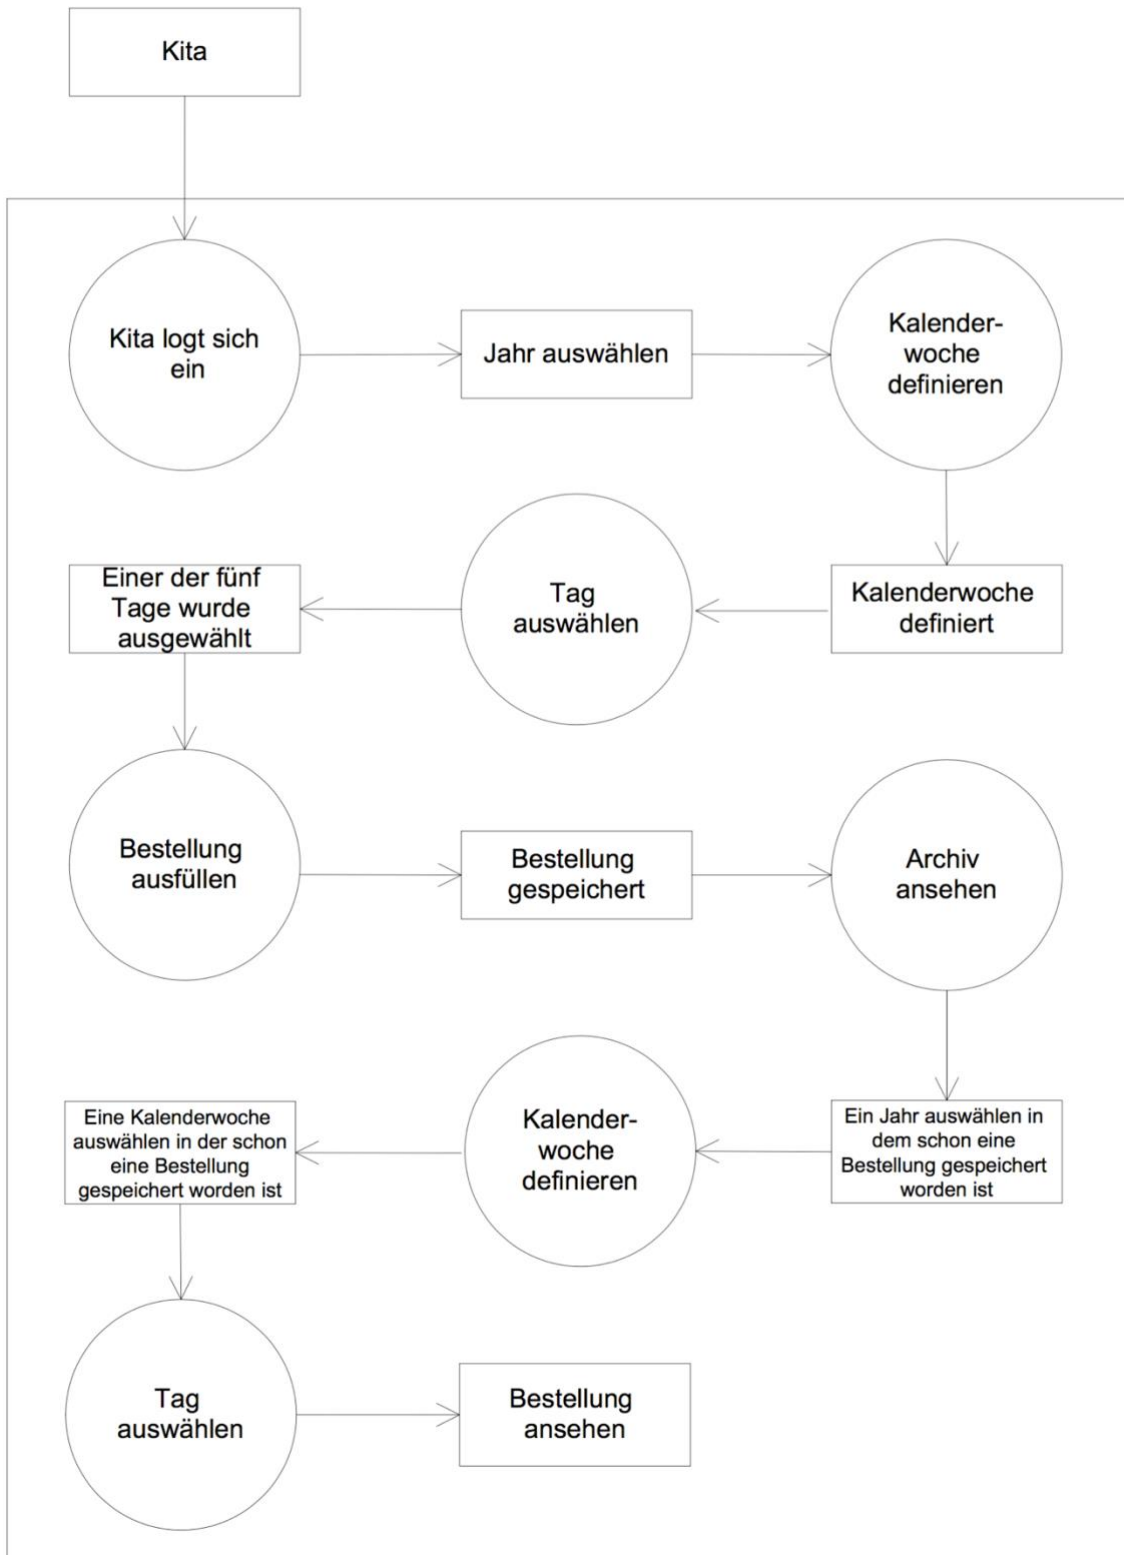 Kita
Kita logt sich
ein
Jahr auswählen
Kalender-
woche
definieren
Kalenderwoche
definiert
Tag
auswählen
Einer der fünf
Tage wurde
ausgewählt
Bestellung
ausfüllen
Bestellung
gespeichert
Archiv
ansehen
Ein Jahr auswählen in
dem schon eine
Bestellung gespeichert
worden ist
Kalender-
woche
definieren
Eine Kalenderwoche
auswählen in der schon
eine Bestellung
gespeichert worden ist
Tag
auswählen
Bestellung
ansehen